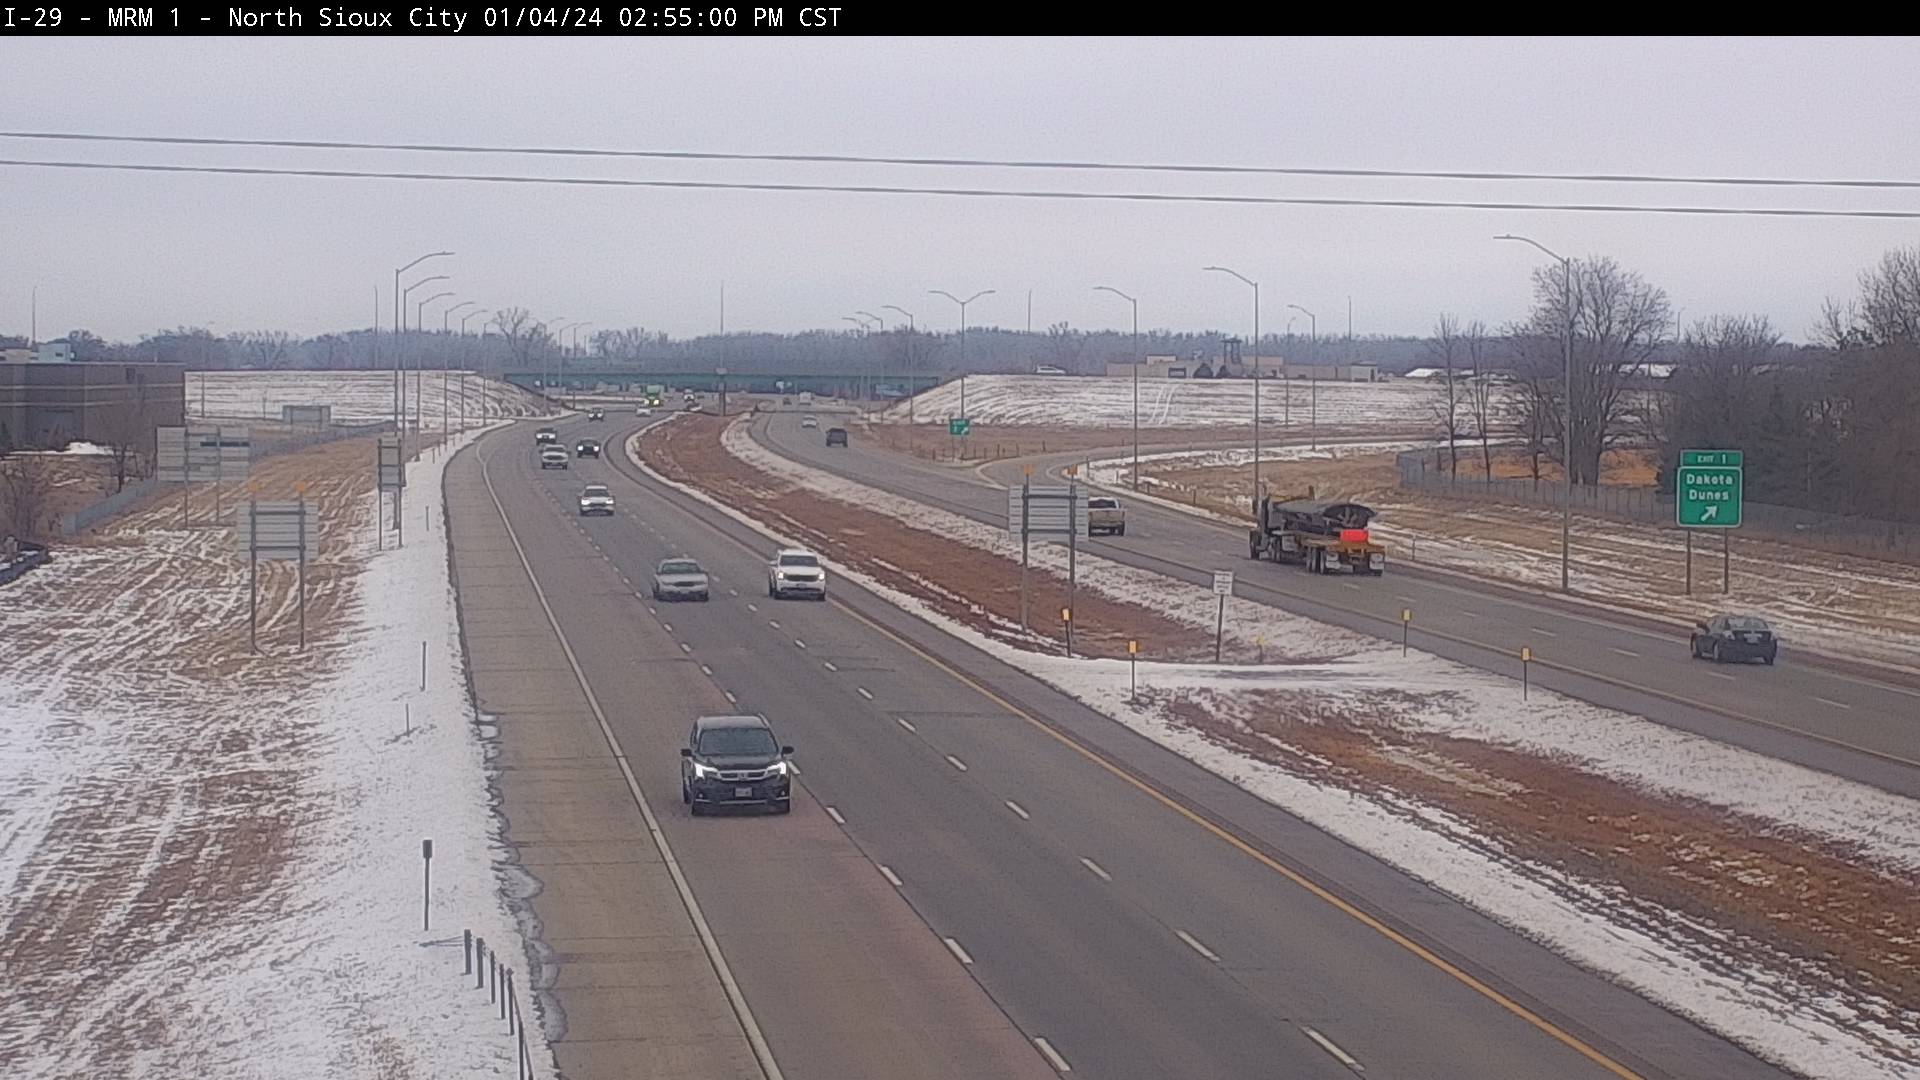 I-29 - MRM 1 - North Sioux City 01/04/24 02:55:00 PM CST
EXIT 1
Dakota
Dunes